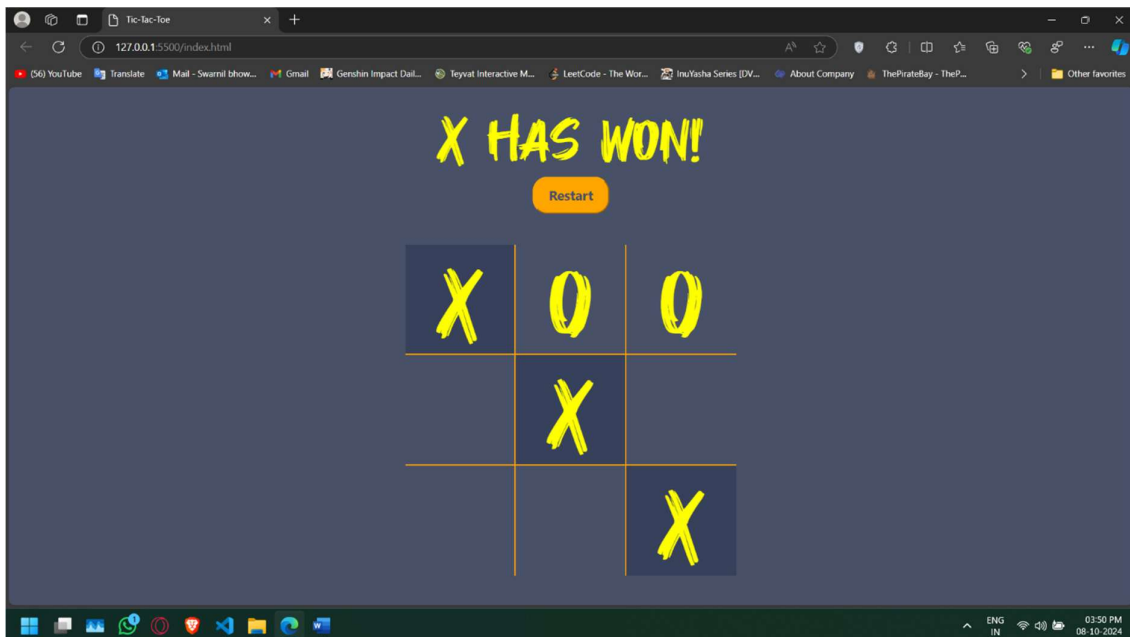 Tic-Tac-Toe
127.0.0.1:5500/index.html
(56) YouTube Translate Mail - Swarnil bhow... Gmail Genshin Impact Dail... Teyvat Interactive M... LeetCode - The Wor... InuYasha Series [DV... About Company ThePirateBay - TheP... Other favorites
X HAS WON!
Restart
X O O
X
X
ENG
IN
03:50 PM
08-10-2024